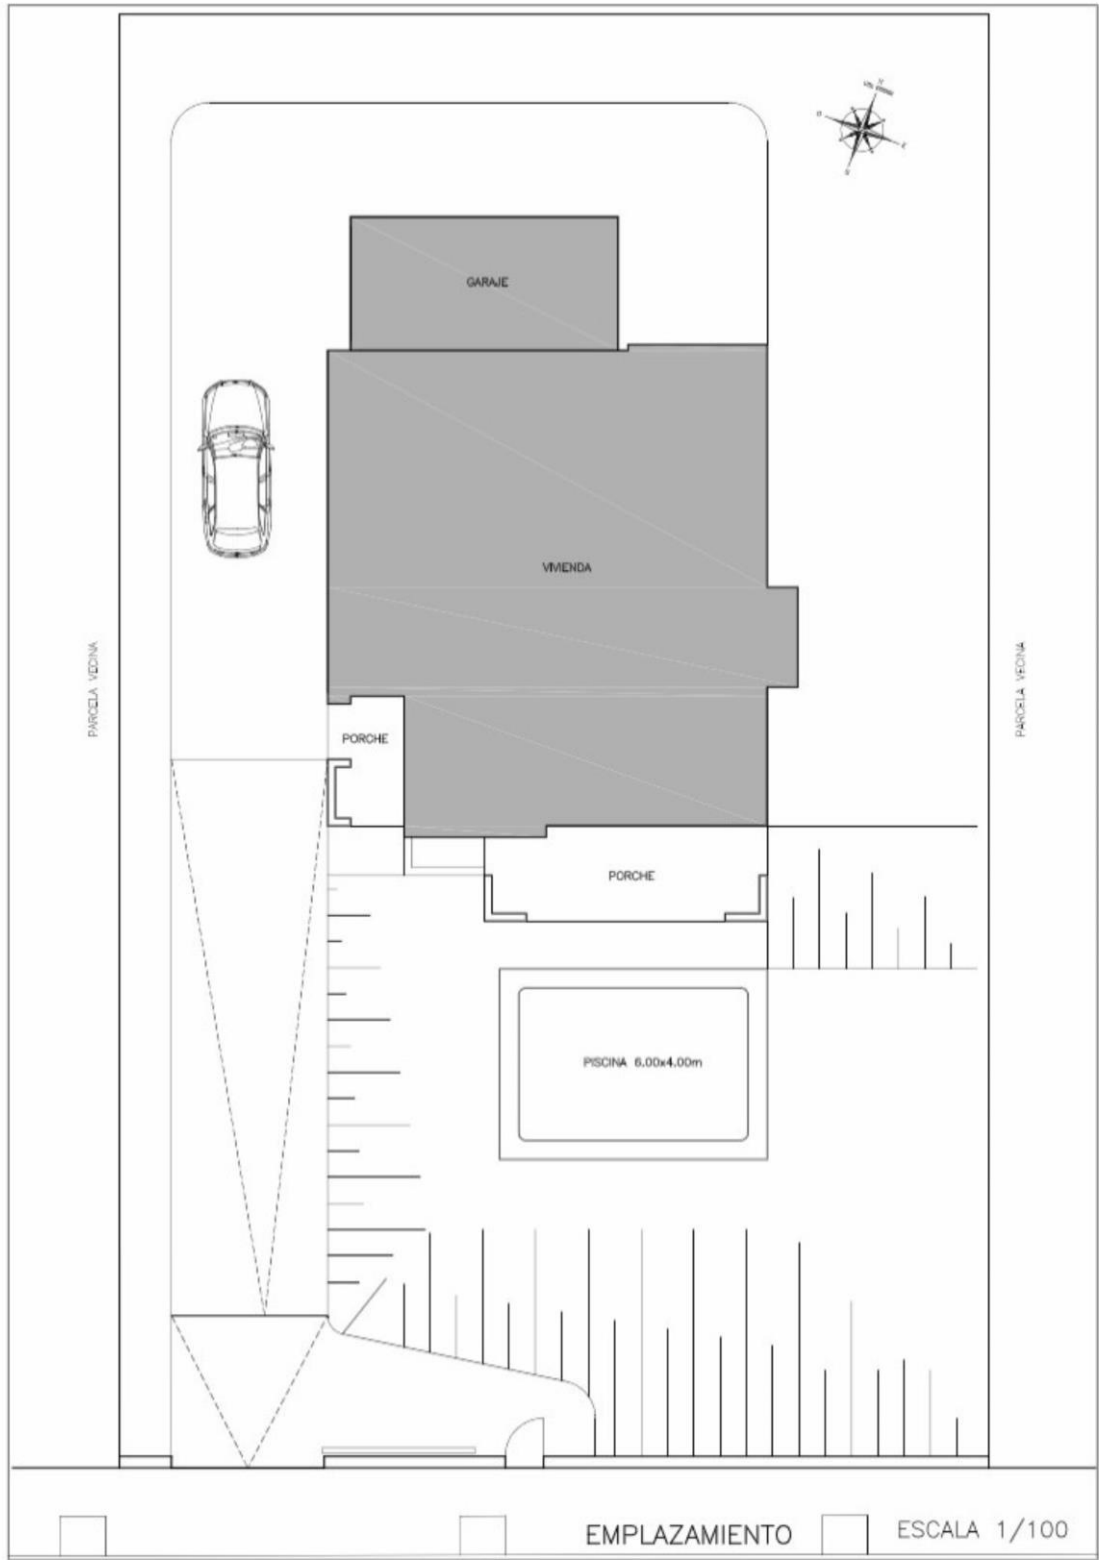 N
O
E
S
GARAJE
VIVIENDA
PARCELA VECINA
PARCELA VECINA
PORCHE
PORCHE
PISCINA 6.00x4.00m
EMPLAZAMIENTO
ESCALA 1/100